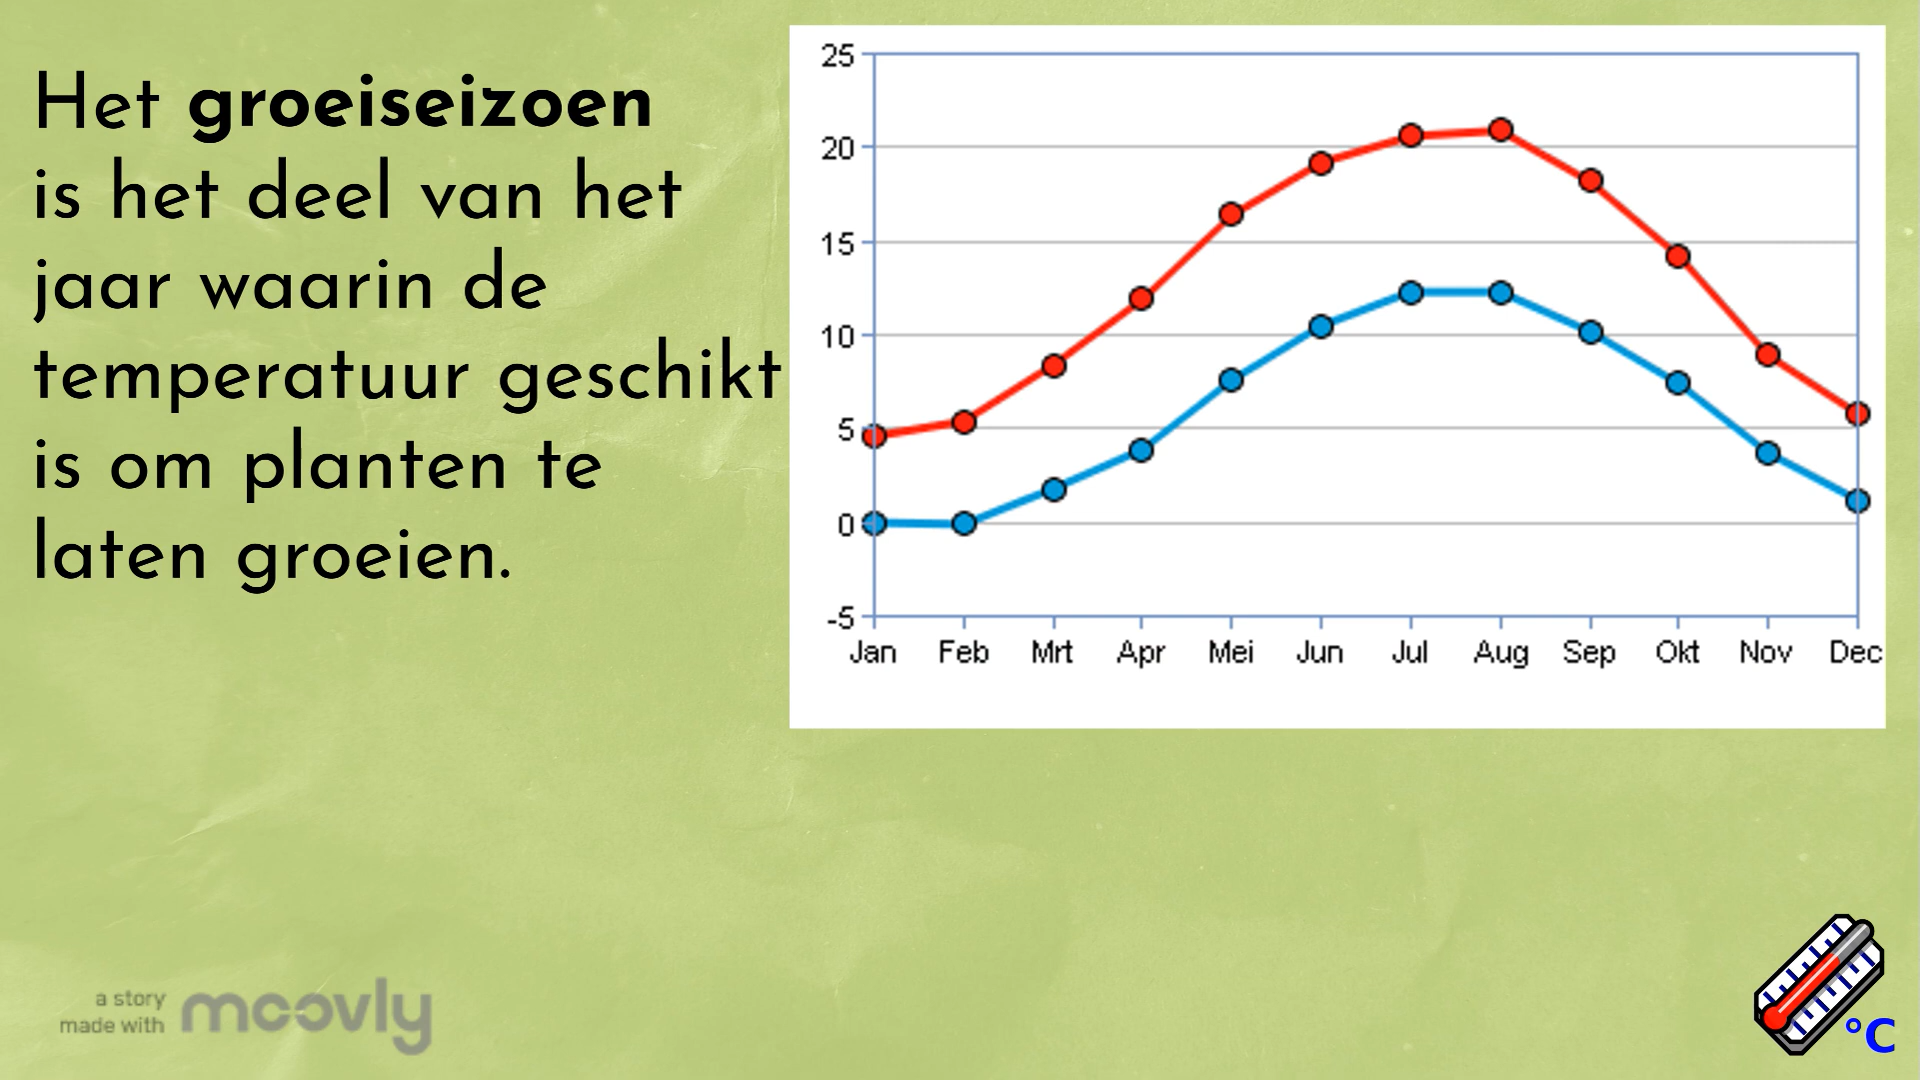 Het groeiseizoen
is het deel van het
jaar waarin de
temperatuur geschikt
is om planten te
laten groeien.
25
20
15
10
5
0
-5
Jan Feb Mrt Apr Mei Jun Jul Aug Sep Okt Nov Dec
a story
made with moovly
°C